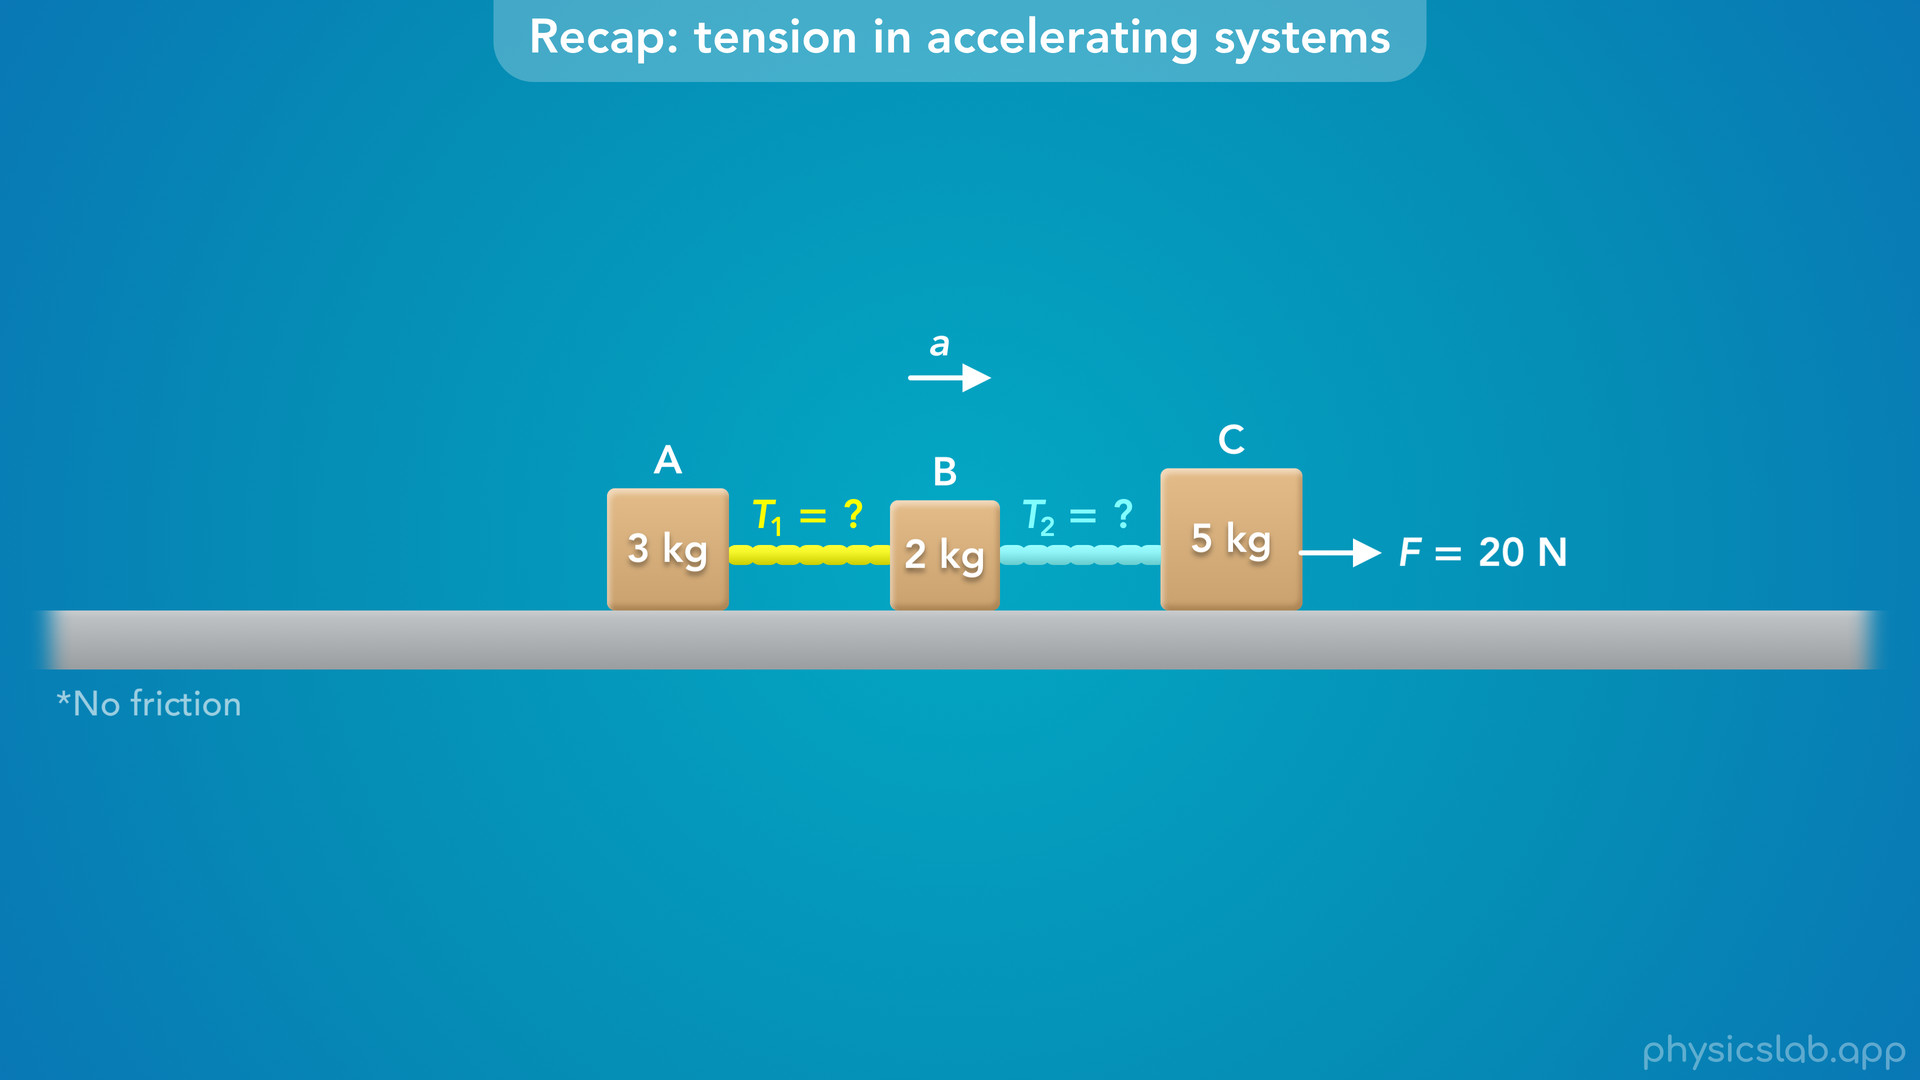 Recap: tension in accelerating systems
a
A
B
C
T₁ = ?
T₂ = ?
3 kg
2 kg
5 kg
F = 20 N
*No friction
physicslab.app